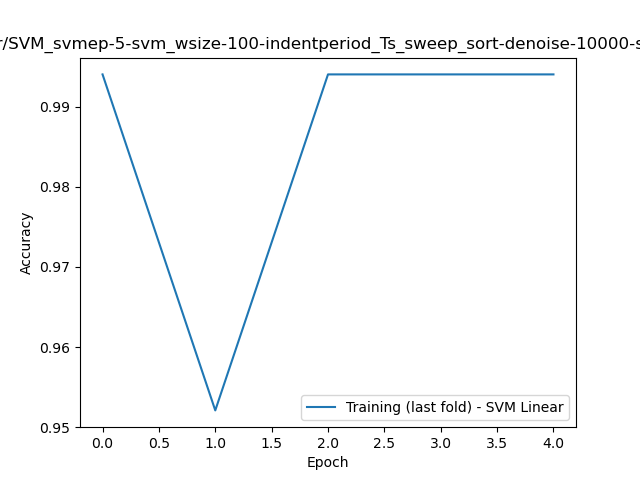 r/SVM_svmep-5-svm_wsize-100-indentperiod_Ts_sweep_sort-denoise-10000-s
0.99
0.98
0.97
0.96
0.95
Accuracy
Training (last fold) - SVM Linear
0.0 0.5 1.0 1.5 2.0 2.5 3.0 3.5 4.0
Epoch